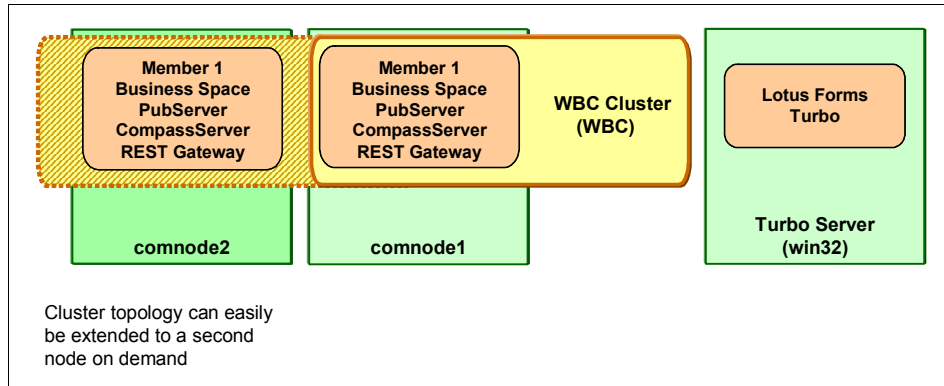 Member 1
Business Space
PubServer
CompassServer
REST Gateway
Member 1
Business Space
PubServer
CompassServer
REST Gateway
WBC Cluster
(WBC)
Lotus Forms
Turbo
comnode2
comnode1
Turbo Server
(win32)
Cluster topology can easily
be extended to a second
node on demand